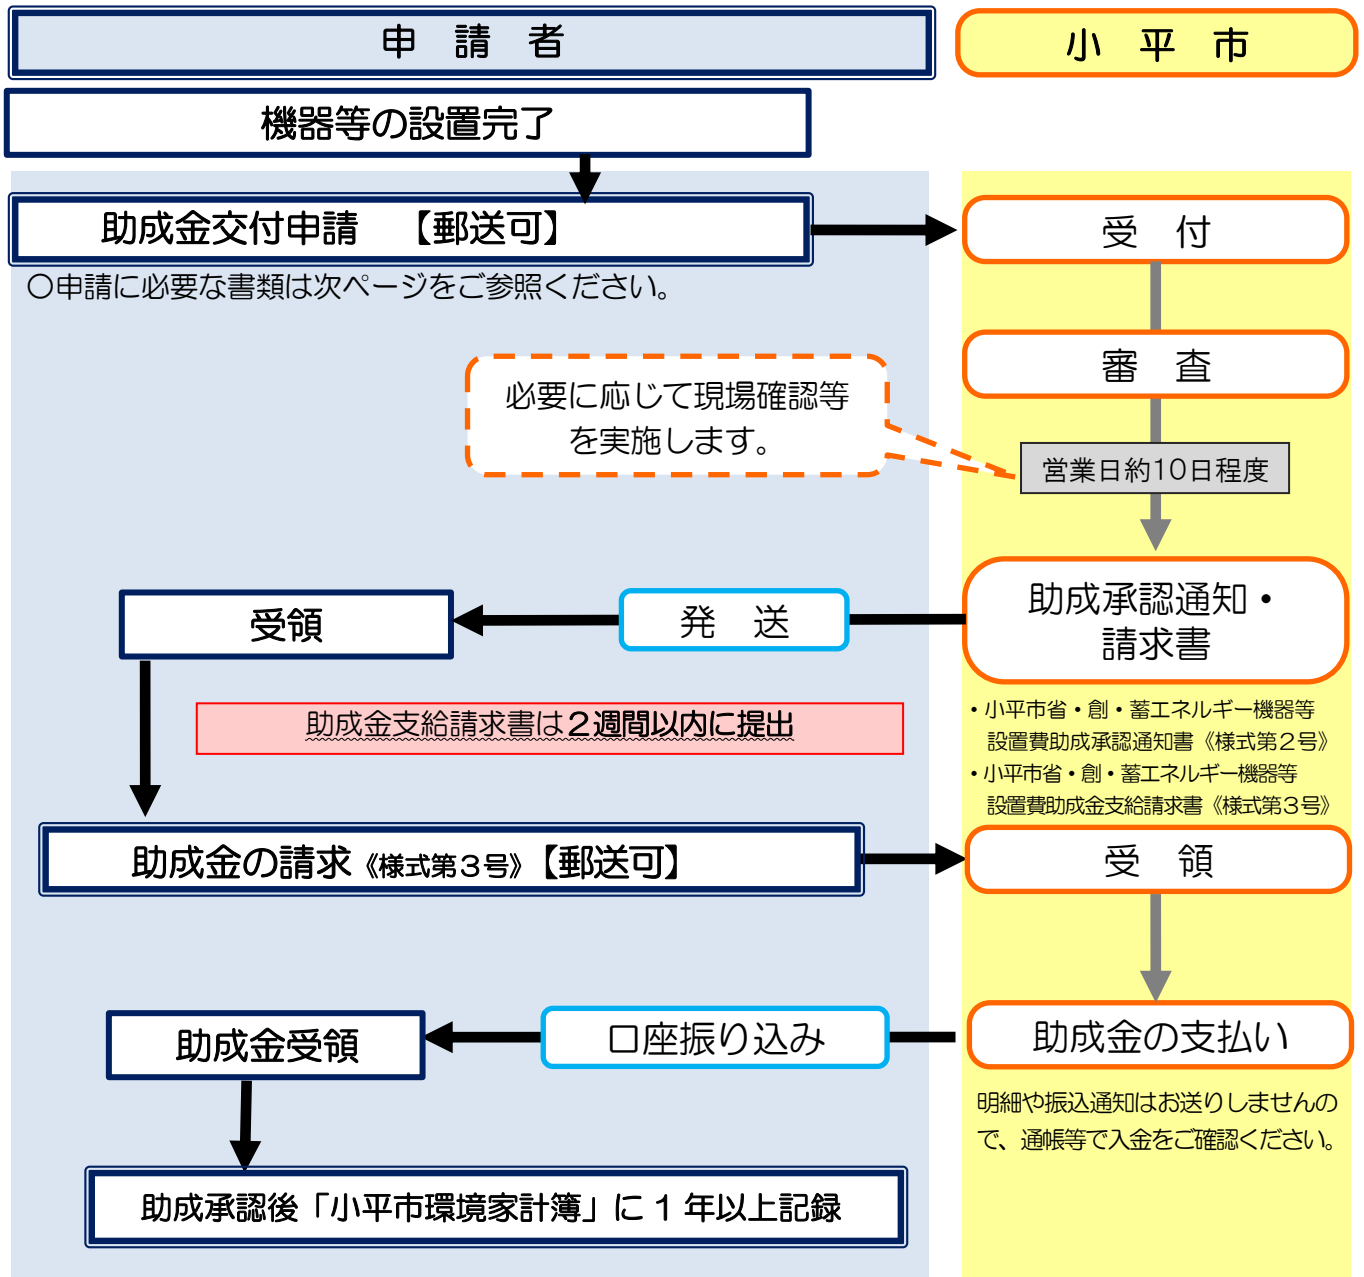 申　請　者
小　平　市
機器等の設置完了
助成金交付申請　【郵送可】
受　付
〇申請に必要な書類は次ページをご参照ください。
審　査
必要に応じて現場確認等
を実施します。
営業日約10日程度
助成承認通知・
請求書
発　送
受領
助成金支給請求書は２週間以内に提出
・小平市省・創・蓄エネルギー機器等
設置費助成承認通知書《様式第２号》
・小平市省・創・蓄エネルギー機器等
設置費助成金支給請求書《様式第３号》
助成金の請求《様式第３号》【郵送可】
受　領
助成金の支払い
口座振り込み
助成金受領
明細や振込通知はお送りしませんの
で、通帳等で入金をご確認ください。
助成承認後「小平市環境家計簿」に１年以上記録